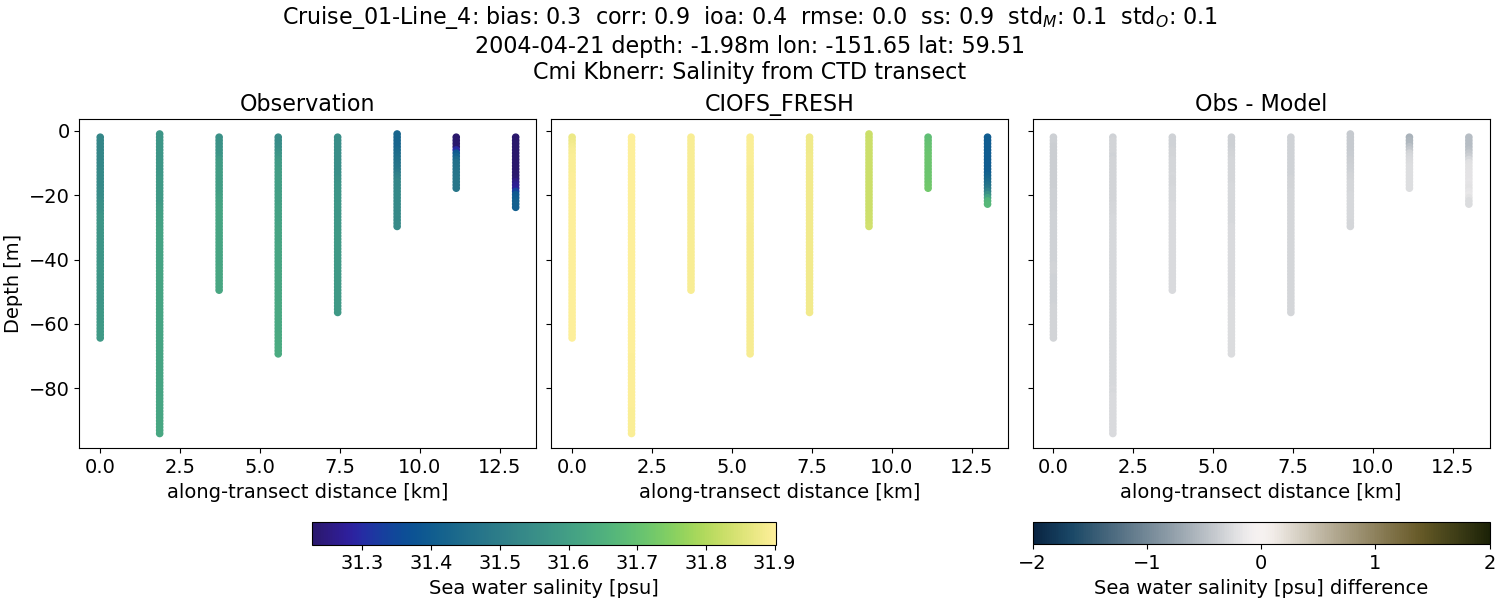 Cruise_01-Line_4: bias: 0.3  corr: 0.9  ioa: 0.4  rmse: 0.0  ss: 0.9  std_M: 0.1  std_O: 0.1
2004-04-21 depth: -1.98m lon: -151.65 lat: 59.51
Cmi Kbnerr: Salinity from CTD transect
Observation
CIOFS_FRESH
Obs - Model
Depth [m]
0
−20
−40
−60
−80
0.0 2.5 5.0 7.5 10.0 12.5
0.0 2.5 5.0 7.5 10.0 12.5
0.0 2.5 5.0 7.5 10.0 12.5
along-transect distance [km]
along-transect distance [km]
along-transect distance [km]
31.3 31.4 31.5 31.6 31.7 31.8 31.9
Sea water salinity [psu]
−2 −1 0 1 2
Sea water salinity [psu] difference